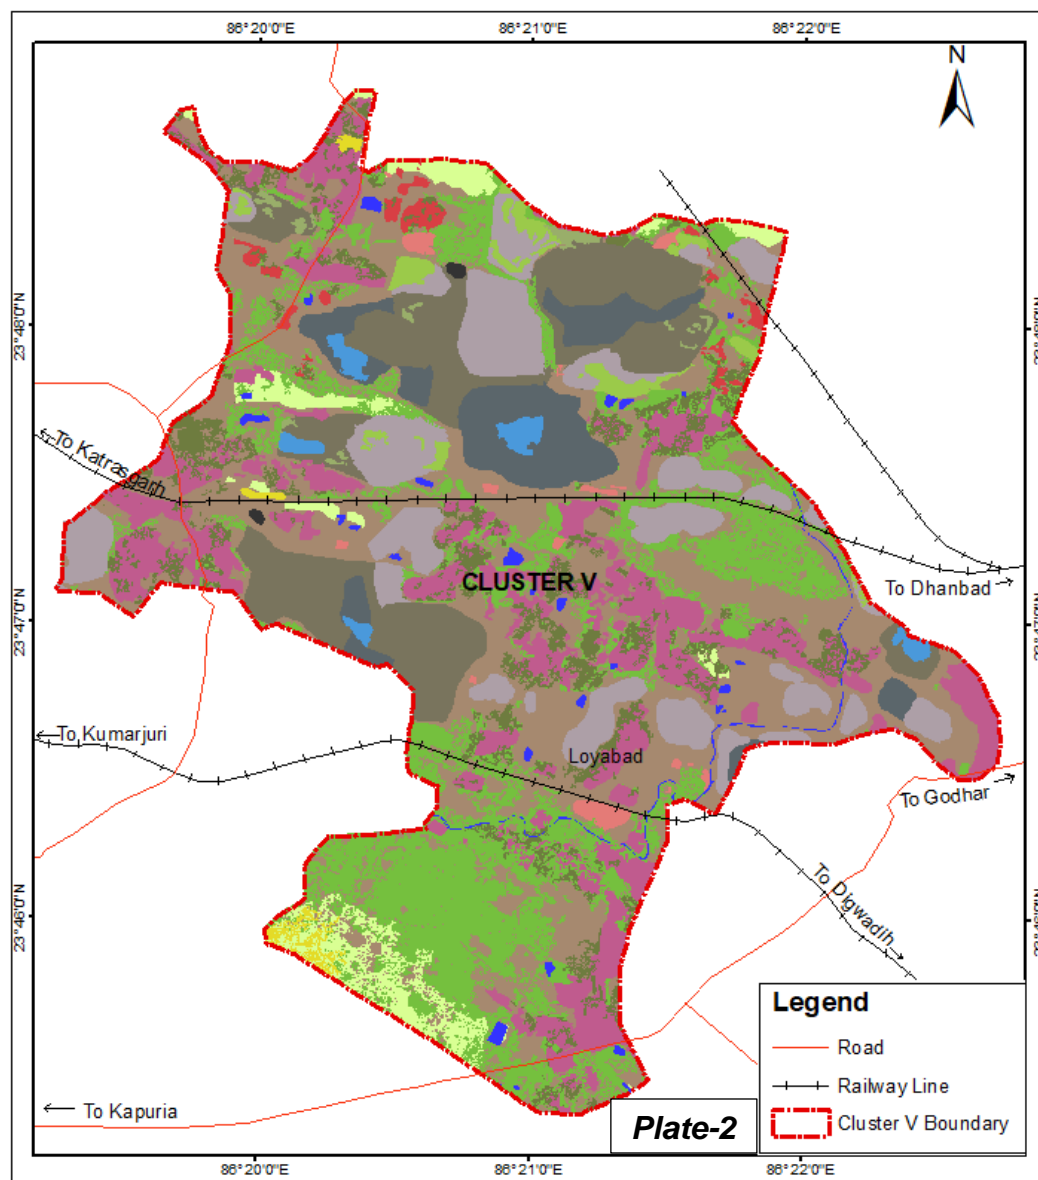 86°20'0"E 86°21'0"E 86°22'0"E
N
23°48'0"N
To Katrasgarh
CLUSTER V
To Dhanbad
23°47'0"N
To Kumarjuri
Loyabad
To Godhar
To Digwadih
23°46'0"N
Legend
Road
Railway Line
Cluster V Boundary
To Kapuria
Plate-2
86°20'0"E 86°21'0"E 86°22'0"E